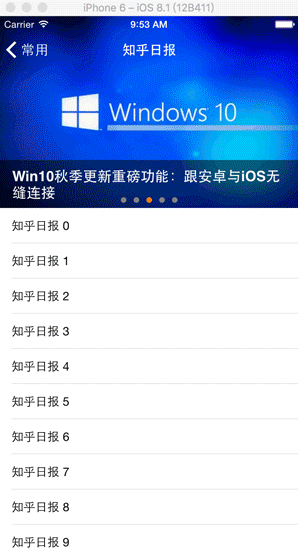 iPhone 6 – iOS 8.1 (12B411)
Carrier 9:53 AM
常用 知乎日报
Windows 10
Win10秋季更新重磅功能：跟安卓与iOS无
缝连接
知乎日报 0
知乎日报 1
知乎日报 2
知乎日报 3
知乎日报 4
知乎日报 5
知乎日报 6
知乎日报 7
知乎日报 8
知乎日报 9